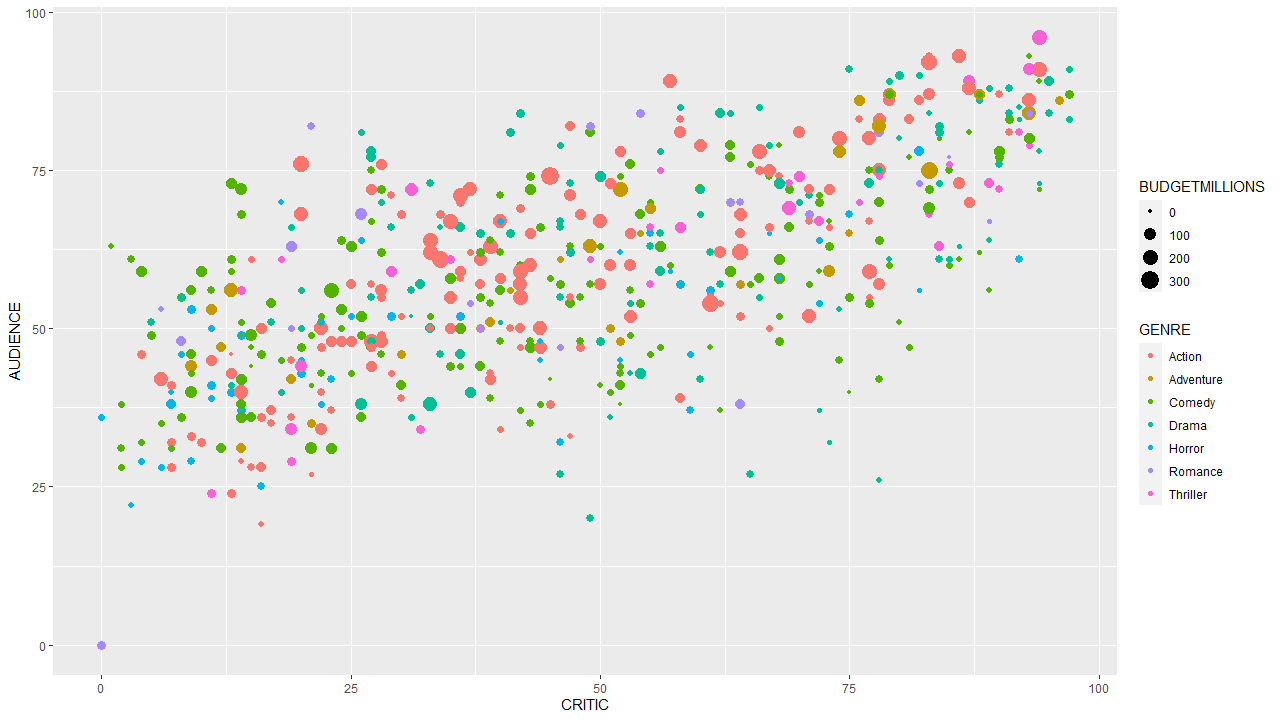 100
75
50
25
0
AUDIENCE
0 25 50 75 100
CRITIC
BUDGETMILLIONS
0
100
200
300
GENRE
Action
Adventure
Comedy
Drama
Horror
Romance
Thriller